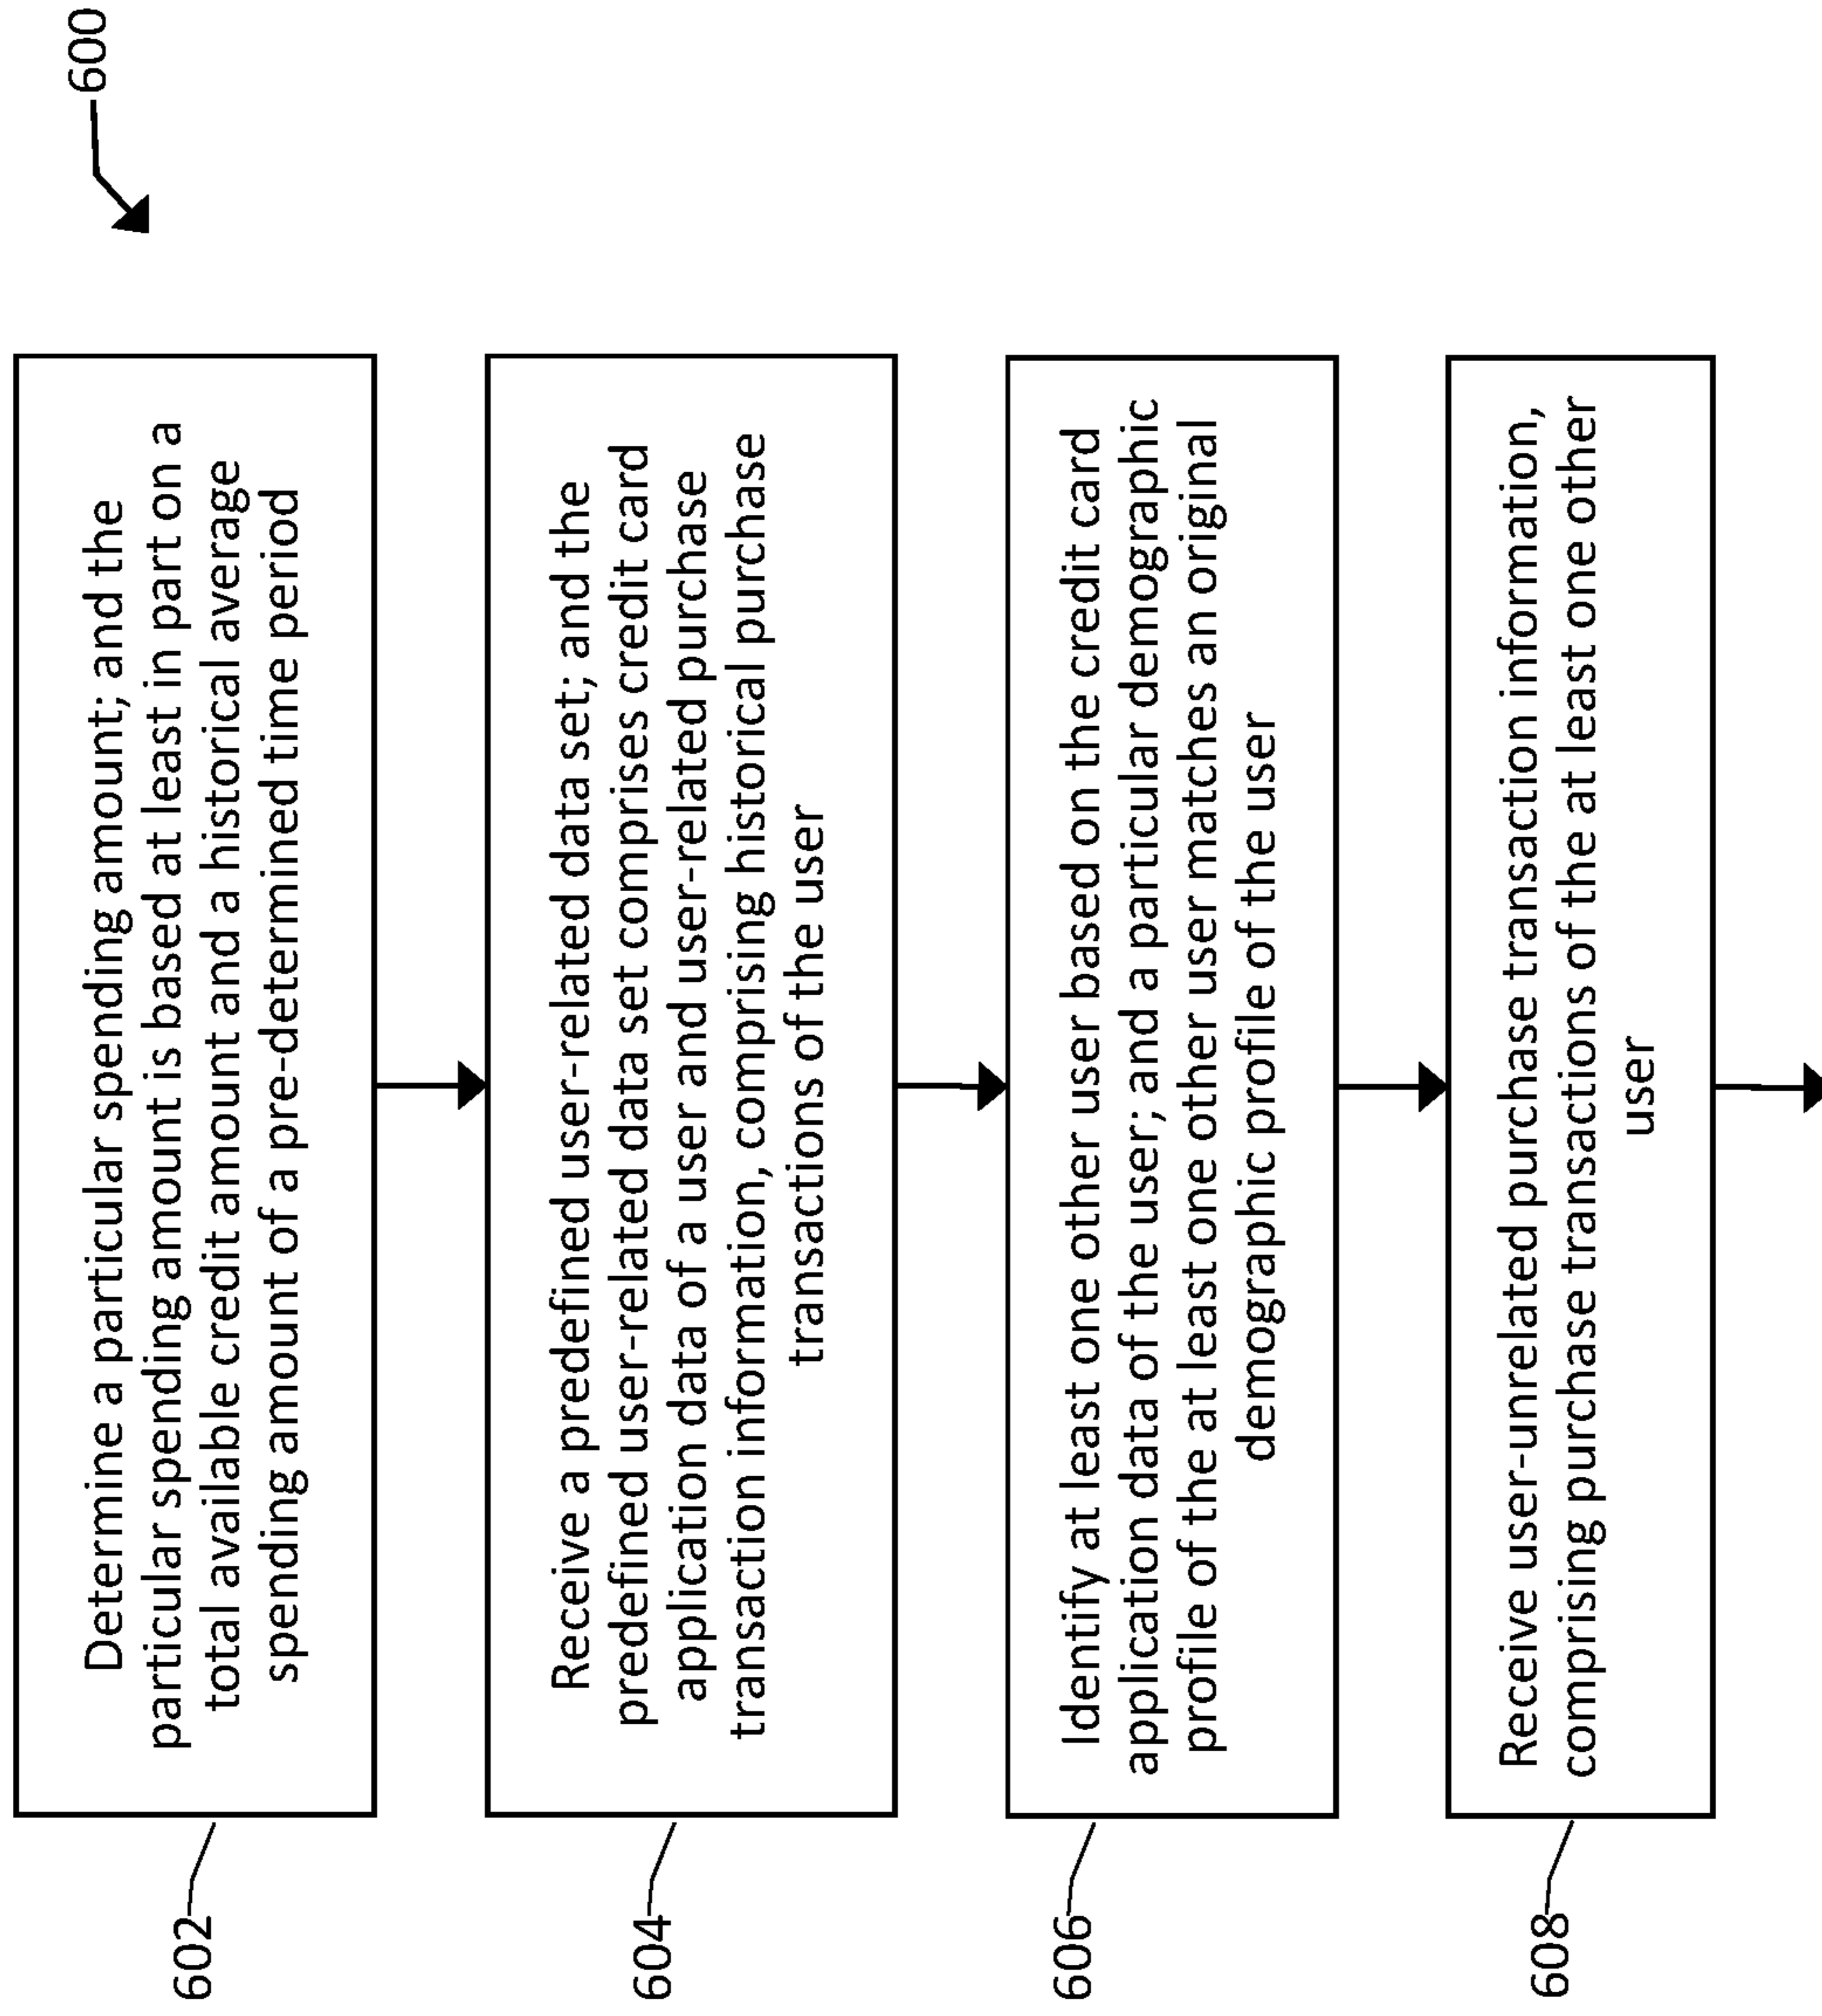 600
602
Determine a particular spending amount; and the
particular spending amount is based at least in part on a
total available credit amount and a historical average
spending amount of a pre-determined time period
604
Receive a predefined user-related data set; and the
predefined user-related data set comprises credit card
application data of a user and user-related purchase
transaction information, comprising historical purchase
transactions of the user
606
Identify at least one other user based on the credit card
application data of the user; and a particular demographic
profile of the at least one other user matches an original
demographic profile of the user
608
Receive user-unrelated purchase transaction information,
comprising purchase transactions of the at least one other
user